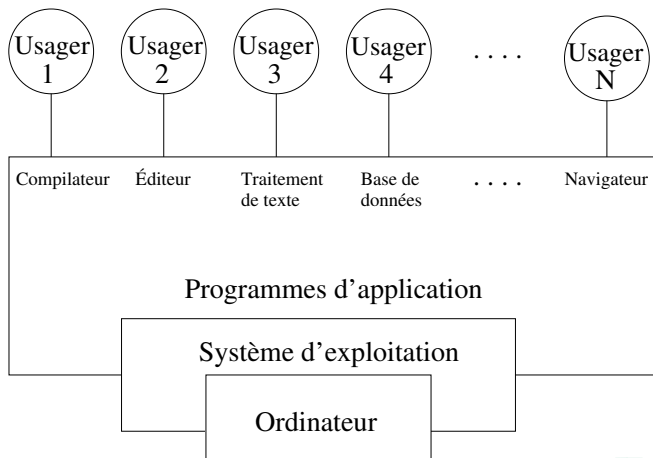 Usager
1
Usager
2
Usager
3
Usager
4
. . . .
Usager
N
Compilateur
Éditeur
Traitement
de texte
Base de
données
. . . .
Navigateur
Programmes d’application
Système d’exploitation
Ordinateur